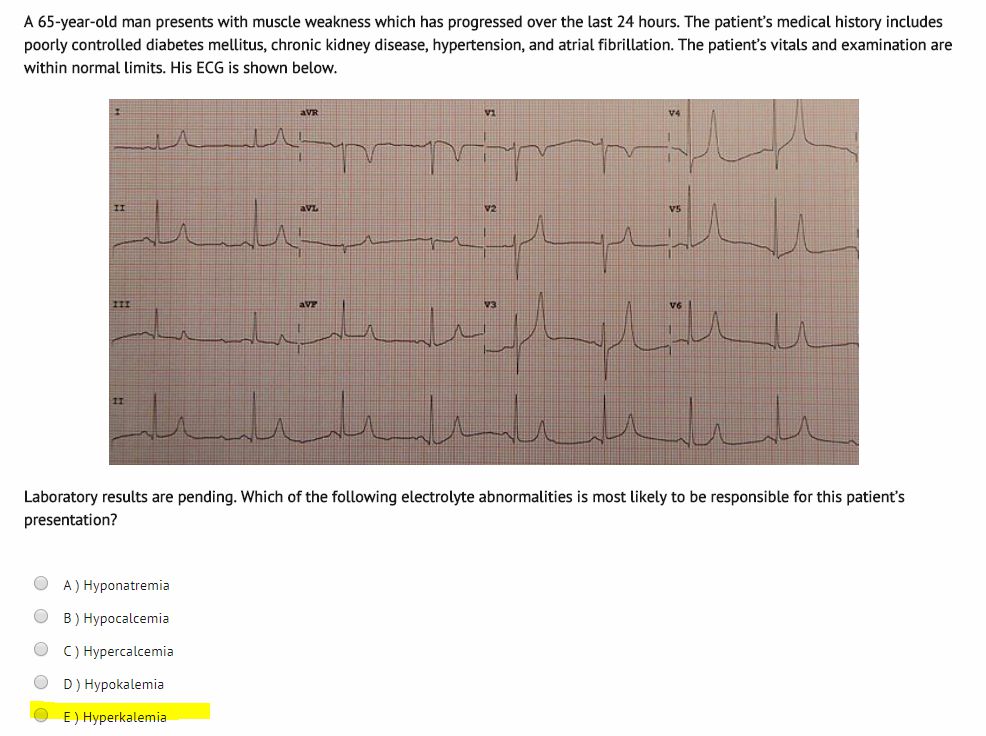 A 65-year-old man presents with muscle weakness which has progressed over the last 24 hours. The patient's medical history includes
poorly controlled diabetes mellitus, chronic kidney disease, hypertension, and atrial fibrillation. The patient's vitals and examination are
within normal limits. His ECG is shown below.
I aVR V1 V4
II aVL V2 V5
III aVF V3 V6
II
Laboratory results are pending. Which of the following electrolyte abnormalities is most likely to be responsible for this patient's
presentation?
A ) Hyponatremia
B ) Hypocalcemia
C ) Hypercalcemia
D ) Hypokalemia
E ) Hyperkalemia